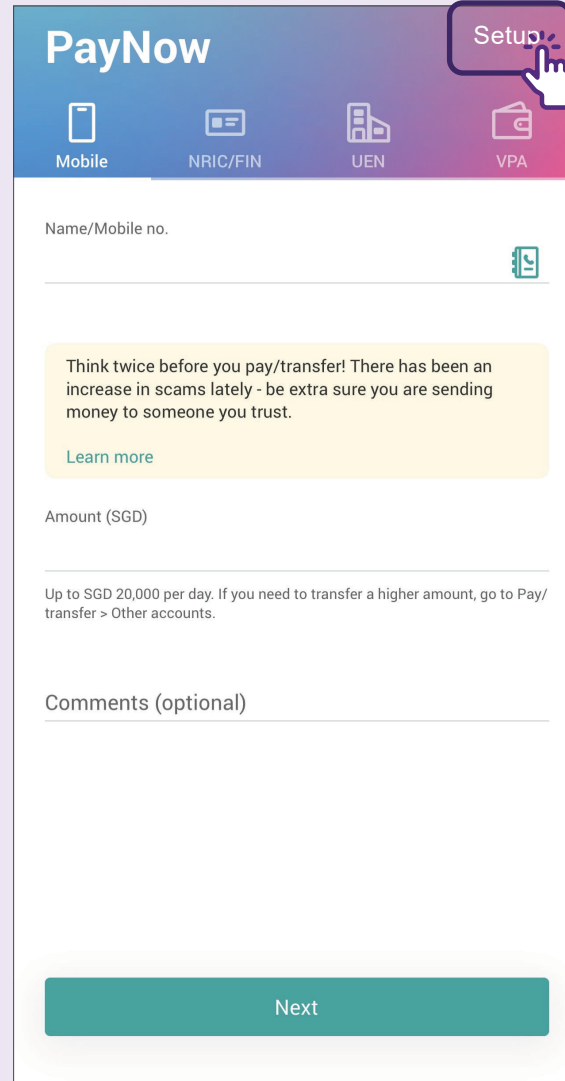 PayNow
Setup
Mobile
NRIC/FIN
UEN
VPA
Name/Mobile no.
Think twice before you pay/transfer! There has been an
increase in scams lately - be extra sure you are sending
money to someone you trust.
Learn more
Amount (SGD)
Up to SGD 20,000 per day. If you need to transfer a higher amount, go to Pay/
transfer > Other accounts.
Comments (optional)
Next